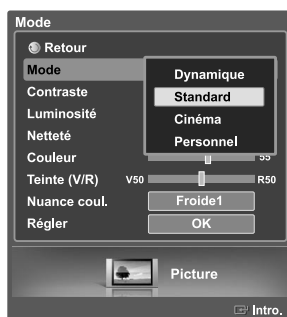 Mode
Retour
Mode
Dynamique
Contraste
Standard
Luminosité
Cinéma
Netteté
Personnel
Couleur
55
Teinte (V/R) V50 R50
Nuance coul. Froide1
Régler OK
Picture
Intro.